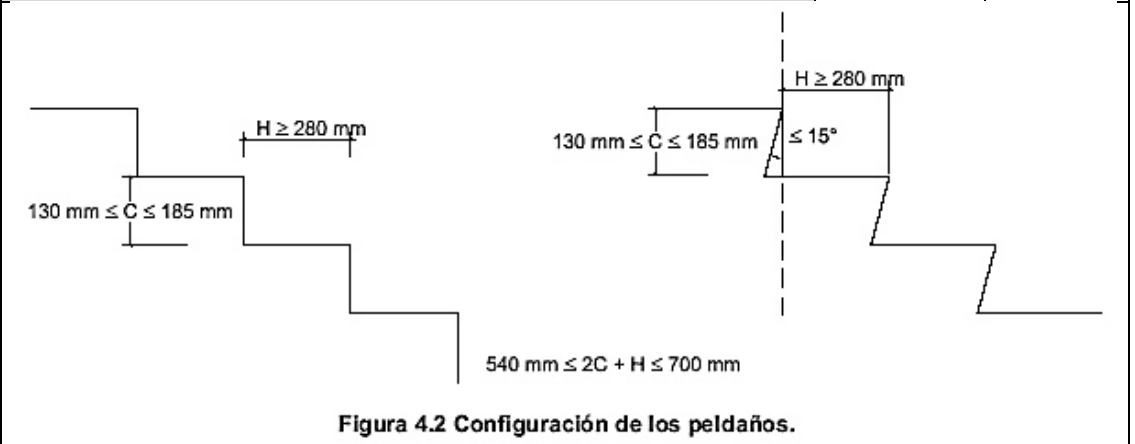 H ≥ 280 mm
130 mm ≤ C ≤ 185 mm
H ≥ 280 mm
130 mm ≤ C ≤ 185 mm
≤ 15°
540 mm ≤ 2C + H ≤ 700 mm
Figura 4.2 Configuración de los peldaños.